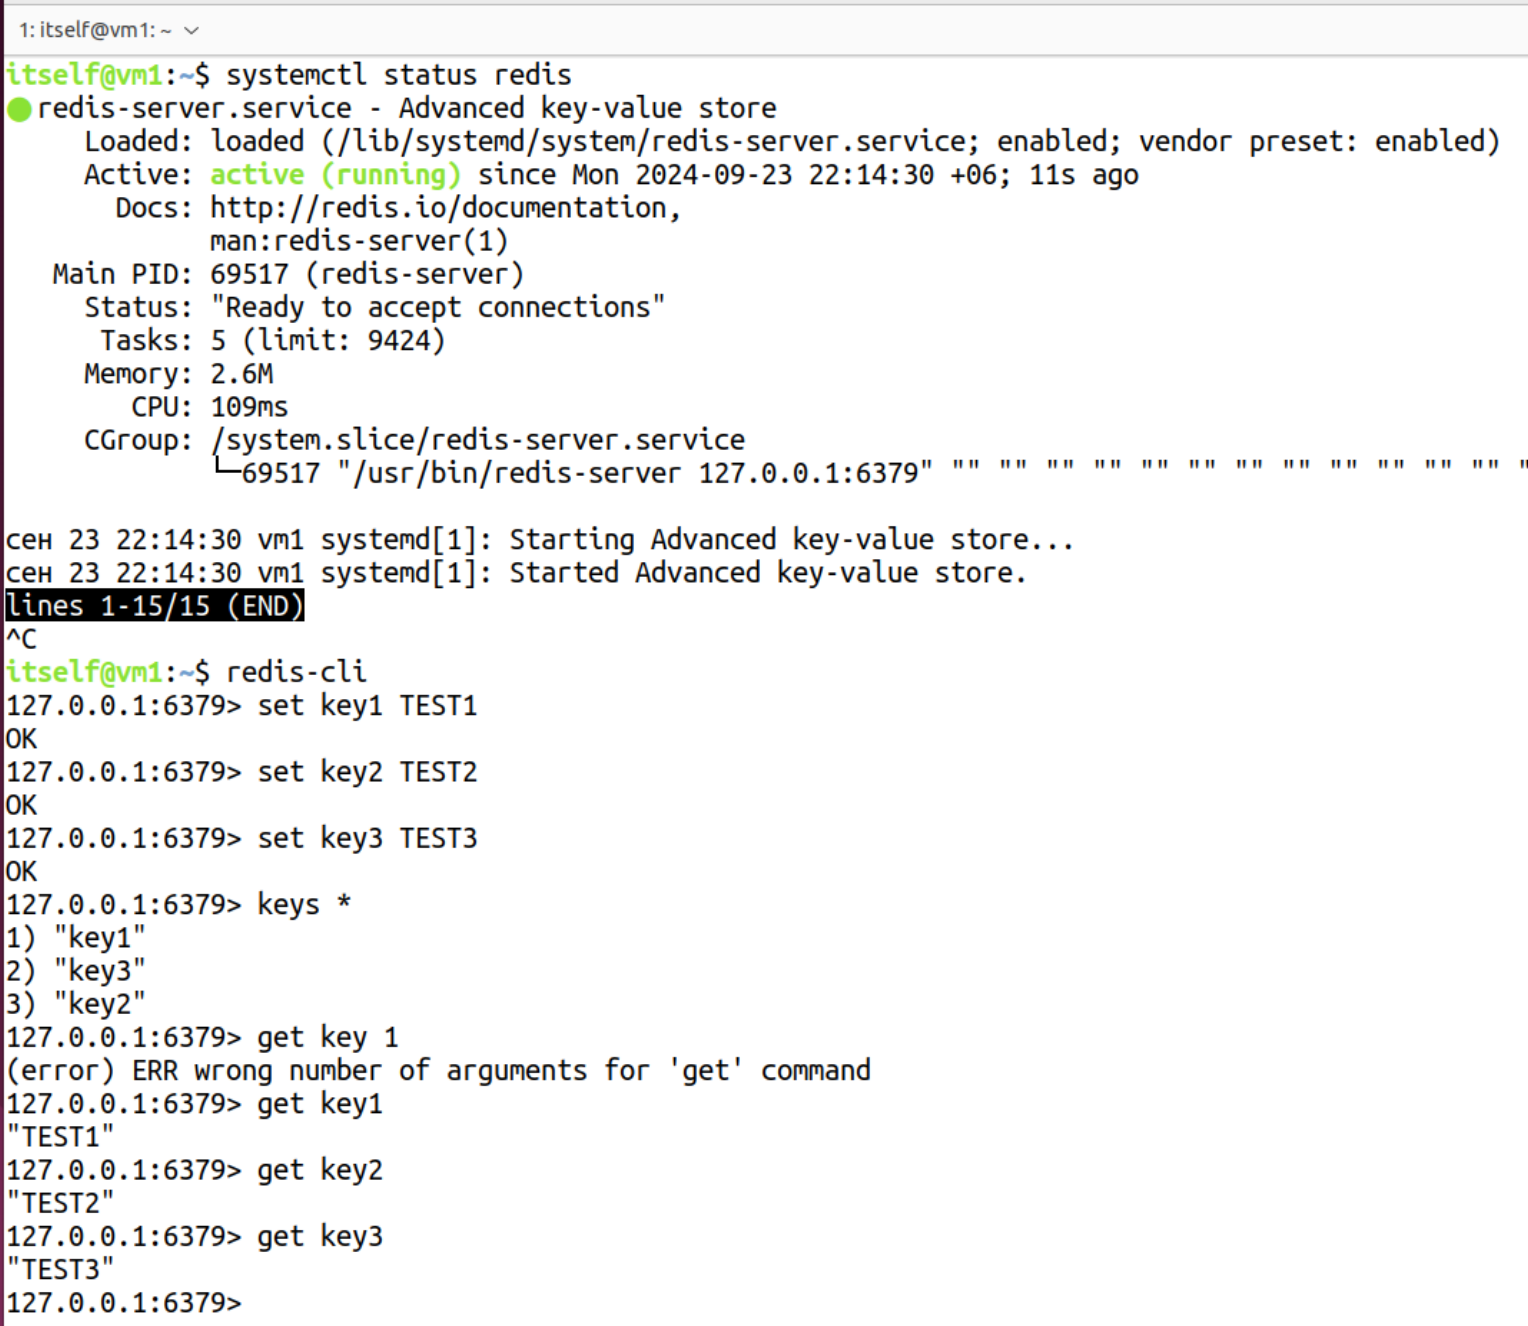 1: itself@vm1: ~
itself@vm1:~$ systemctl status redis
redis-server.service - Advanced key-value store
Loaded: loaded (/lib/systemd/system/redis-server.service; enabled; vendor preset: enabled)
Active: active (running) since Mon 2024-09-23 22:14:30 +06; 11s ago
Docs: http://redis.io/documentation,
man:redis-server(1)
Main PID: 69517 (redis-server)
Status: "Ready to accept connections"
Tasks: 5 (limit: 9424)
Memory: 2.6M
CPU: 109ms
CGroup: /system.slice/redis-server.service
└─69517 "/usr/bin/redis-server 127.0.0.1:6379" "" "" "" "" "" "" "" "" "" "" "" "" "
сен 23 22:14:30 vm1 systemd[1]: Starting Advanced key-value store...
сен 23 22:14:30 vm1 systemd[1]: Started Advanced key-value store.
lines 1-15/15 (END)
^C
itself@vm1:~$ redis-cli
127.0.0.1:6379> set key1 TEST1
OK
127.0.0.1:6379> set key2 TEST2
OK
127.0.0.1:6379> set key3 TEST3
OK
127.0.0.1:6379> keys *
1) "key1"
2) "key3"
3) "key2"
127.0.0.1:6379> get key 1
(error) ERR wrong number of arguments for 'get' command
127.0.0.1:6379> get key1
"TEST1"
127.0.0.1:6379> get key2
"TEST2"
127.0.0.1:6379> get key3
"TEST3"
127.0.0.1:6379>